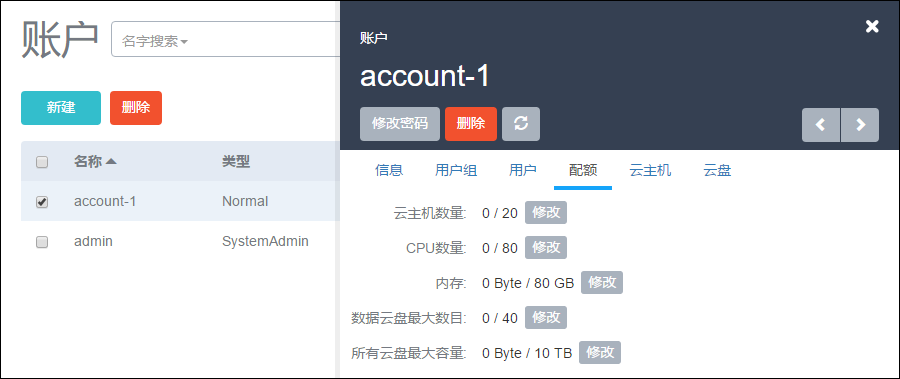 账户
名字搜索
新建 删除
名称 类型
account-1 Normal
admin SystemAdmin
账户
account-1
修改密码 删除
信息 用户组 用户 配额 云主机 云盘
云主机数量: 0 / 20 修改
CPU数量: 0 / 80 修改
内存: 0 Byte / 80 GB 修改
数据云盘最大数目: 0 / 40 修改
所有云盘最大容量: 0 Byte / 10 TB 修改